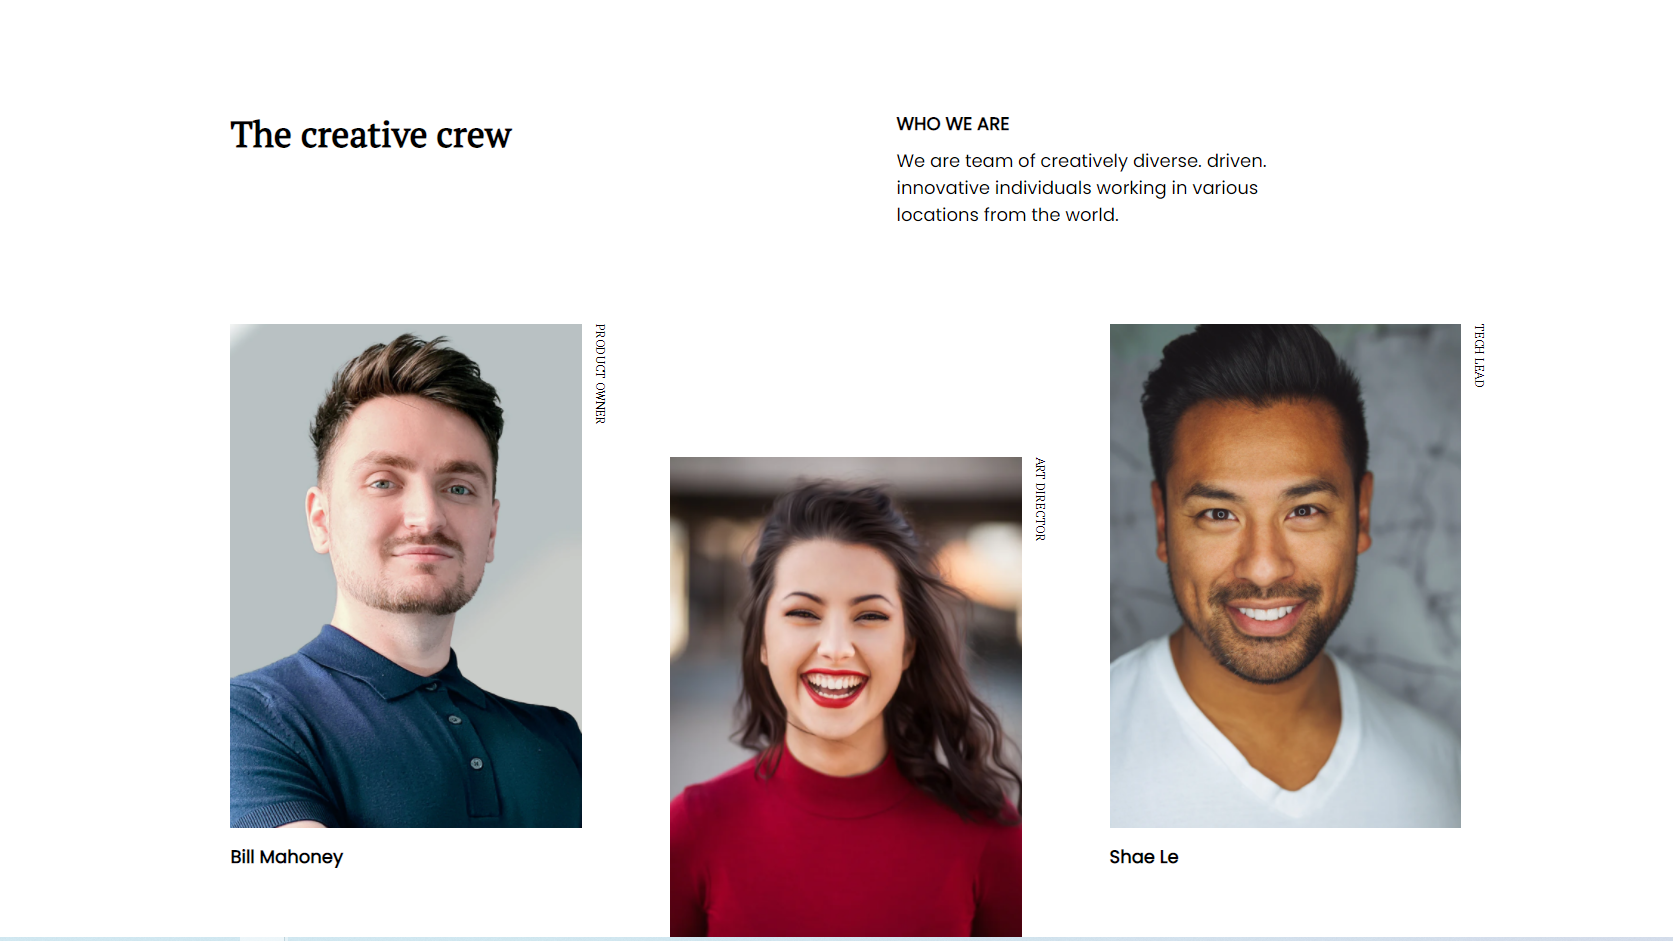 The creative crew
WHO WE ARE
We are team of creatively diverse. driven.
innovative individuals working in various
locations from the world.
PRODUCT OWNER
Bill Mahoney
ART DIRECTOR
TECH LEAD
Shae Le